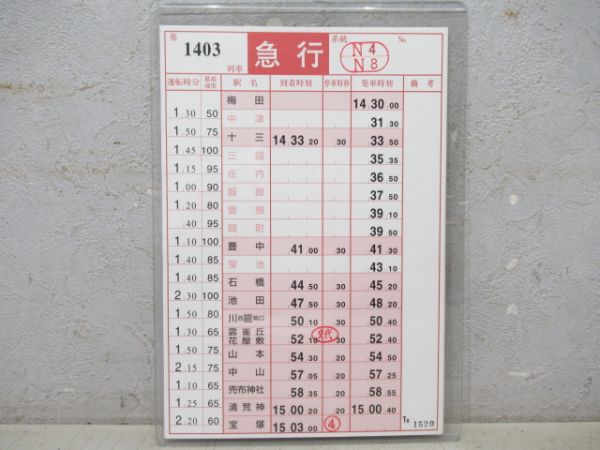 第 1403 列車 急行 系統 N4 N8 No.
運転時分 最高速度 駅名 到着時刻 停車時秒 発車時刻 備考
梅田 14 30 00
1 30 50 中津 31 30
1 50 75 十三 14 33 20 30 33 50
1 45 100 三国 35 35
1 15 95 庄内 36 50
1 00 90 服部 37 50
1 20 80 曽根 39 10
40 95 岡町 39 50
1 10 100 豊中 41 00 30 41 30
1 40 85 蛍池 43 10
1 40 85 石橋 44 50 30 45 20
2 30 100 池田 47 50 30 48 20
1 50 80 川西能勢口 50 10 30 50 40
1 30 65 雲雀丘花屋敷 52 10 30 52 40
1 50 75 山本 54 30 20 54 50
2 15 75 中山 57 05 20 57 25
1 10 65 売布神社 58 35 20 58 55
1 25 65 清荒神 15 00 20 20 15 00 40
2 20 60 宝塚 15 03 00 4 Ts 1620